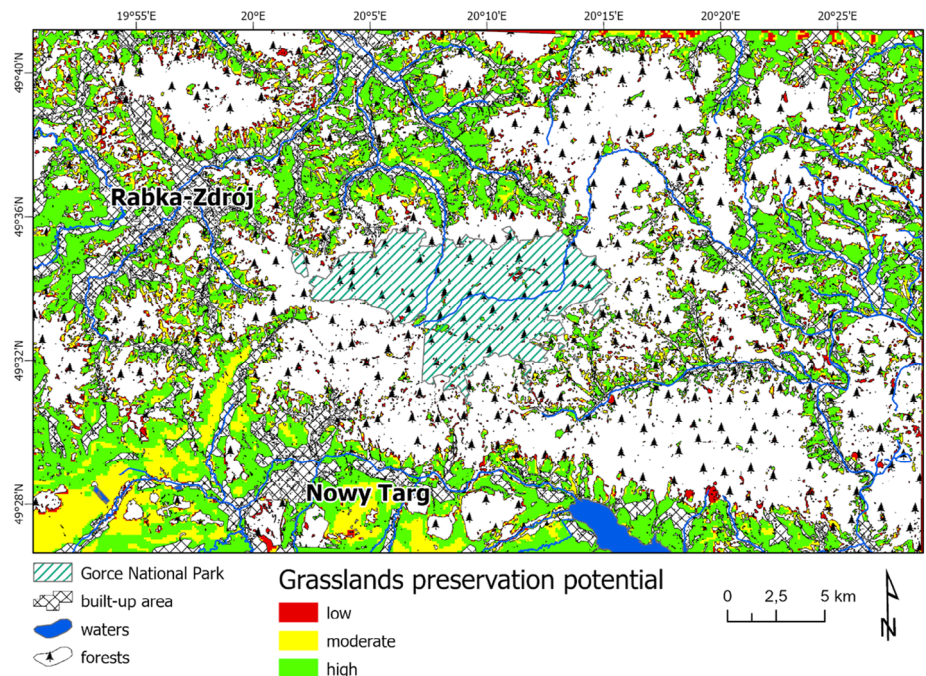 19°55'E 20°E 20°5'E 20°10'E 20°15'E 20°20'E 20°25'E
49°40'N
49°36'N
49°32'N
49°28'N
Rabka-Zdrój
Nowy Targ
Gorce National Park
built-up area
waters
forests
Grasslands preservation potential
low
moderate
high
0 2,5 5 km
N